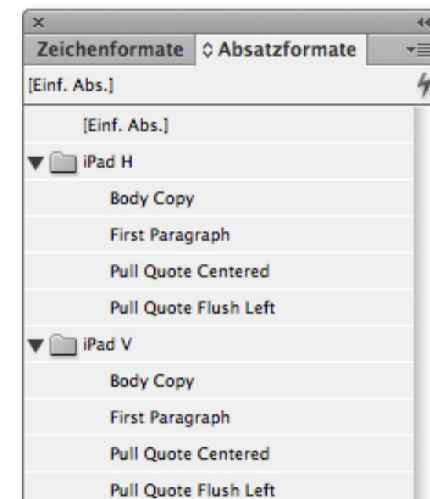 Zeichenformate Absatzformate
[Einf. Abs.]
[Einf. Abs.]
iPad H
Body Copy
First Paragraph
Pull Quote Centered
Pull Quote Flush Left
iPad V
Body Copy
First Paragraph
Pull Quote Centered
Pull Quote Flush Left